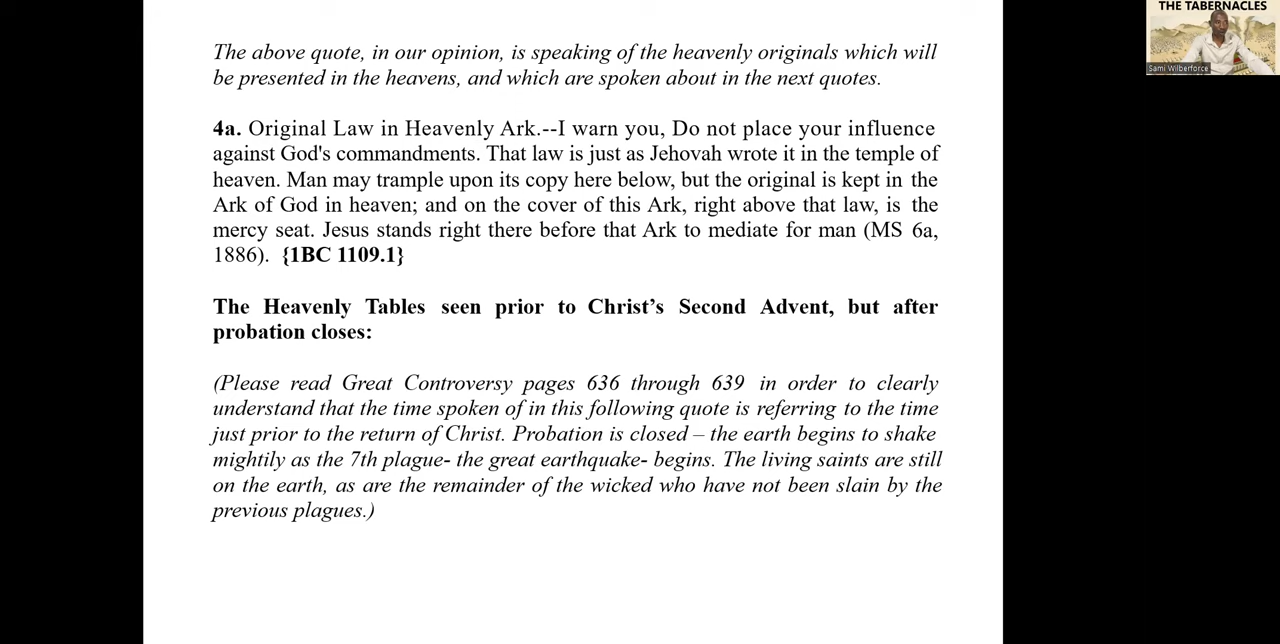 THE TABERNACLES
Sami Wilberforce
The above quote, in our opinion, is speaking of the heavenly originals which will
be presented in the heavens, and which are spoken about in the next quotes.
4a. Original Law in Heavenly Ark.--I warn you, Do not place your influence
against God's commandments. That law is just as Jehovah wrote it in the temple of
heaven. Man may trample upon its copy here below, but the original is kept in the
Ark of God in heaven; and on the cover of this Ark, right above that law, is the
mercy seat. Jesus stands right there before that Ark to mediate for man (MS 6a,
1886). {1BC 1109.1}
The Heavenly Tables seen prior to Christ’s Second Advent, but after
probation closes:
(Please read Great Controversy pages 636 through 639 in order to clearly
understand that the time spoken of in this following quote is referring to the time
just prior to the return of Christ. Probation is closed – the earth begins to shake
mightily as the 7th plague- the great earthquake- begins. The living saints are still
on the earth, as are the remainder of the wicked who have not been slain by the
previous plagues.)